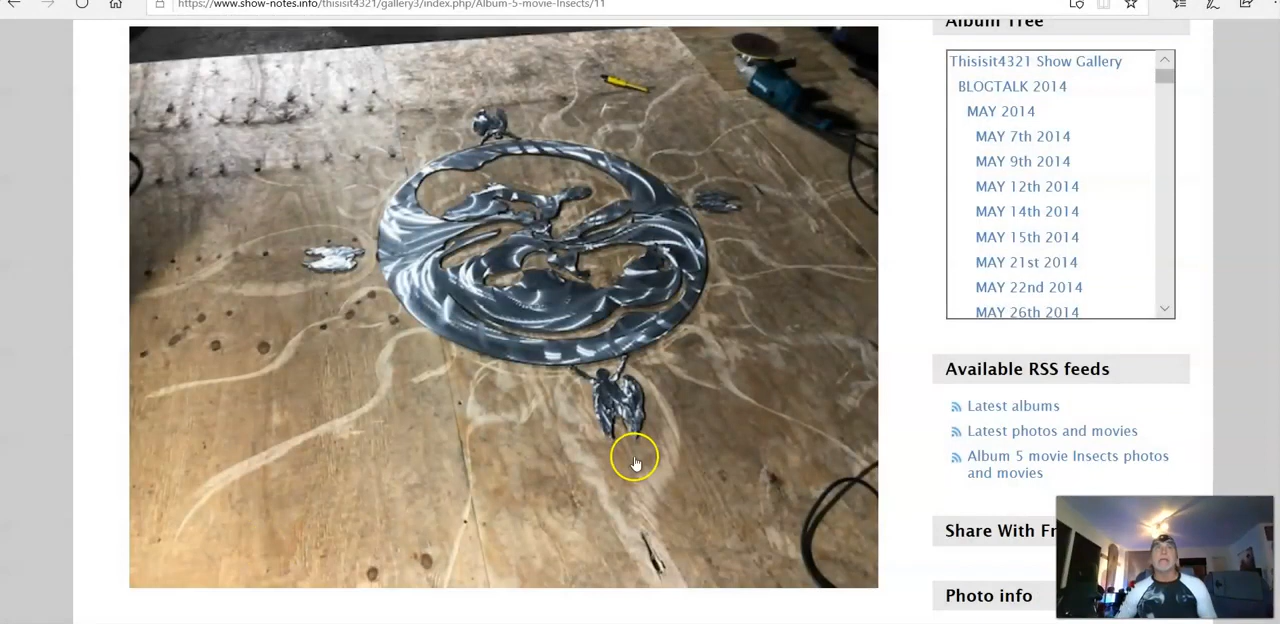 https://www.show-notes.info/thisisit4321/gallery3/index.php/Album-5-movie-Insects/11
Album Tree
Thisisit4321 Show Gallery
BLOGTALK 2014
MAY 2014
MAY 7th 2014
MAY 9th 2014
MAY 12th 2014
MAY 14th 2014
MAY 15th 2014
MAY 21st 2014
MAY 22nd 2014
MAY 26th 2014
Available RSS feeds
Latest albums
Latest photos and movies
Album 5 movie Insects photos
and movies
Share With Fr
Photo info